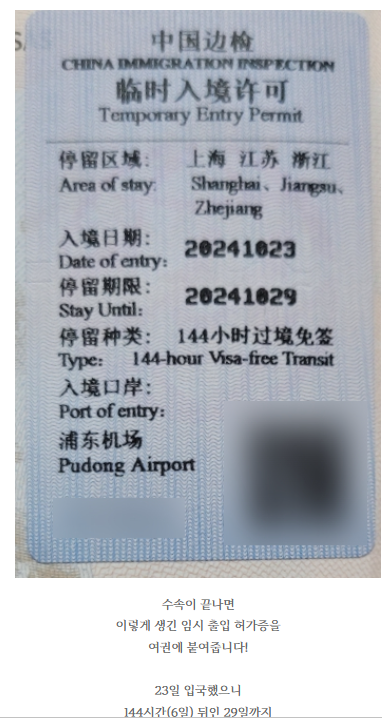 中国边检
CHINA IMMIGRATION INSPECTION
临时入境许可
Temporary Entry Permit
停留区域: 上海 江苏 浙江
Area of stay: Shanghai、Jiangsu、
Zhejiang
入境日期: 20241023
Date of entry:
停留期限: 20241029
Stay Until:
停留种类: 144小时过境免签
Type: 144-hour Visa-free Transit
入境口岸:
Port of entry:
浦东机场
Pudong Airport
수속이 끝나면
이렇게 생긴 임시 출입 허가증을
여권에 붙여줍니다!
23일 입국했으니
144시간(6일) 뒤인 29일까지